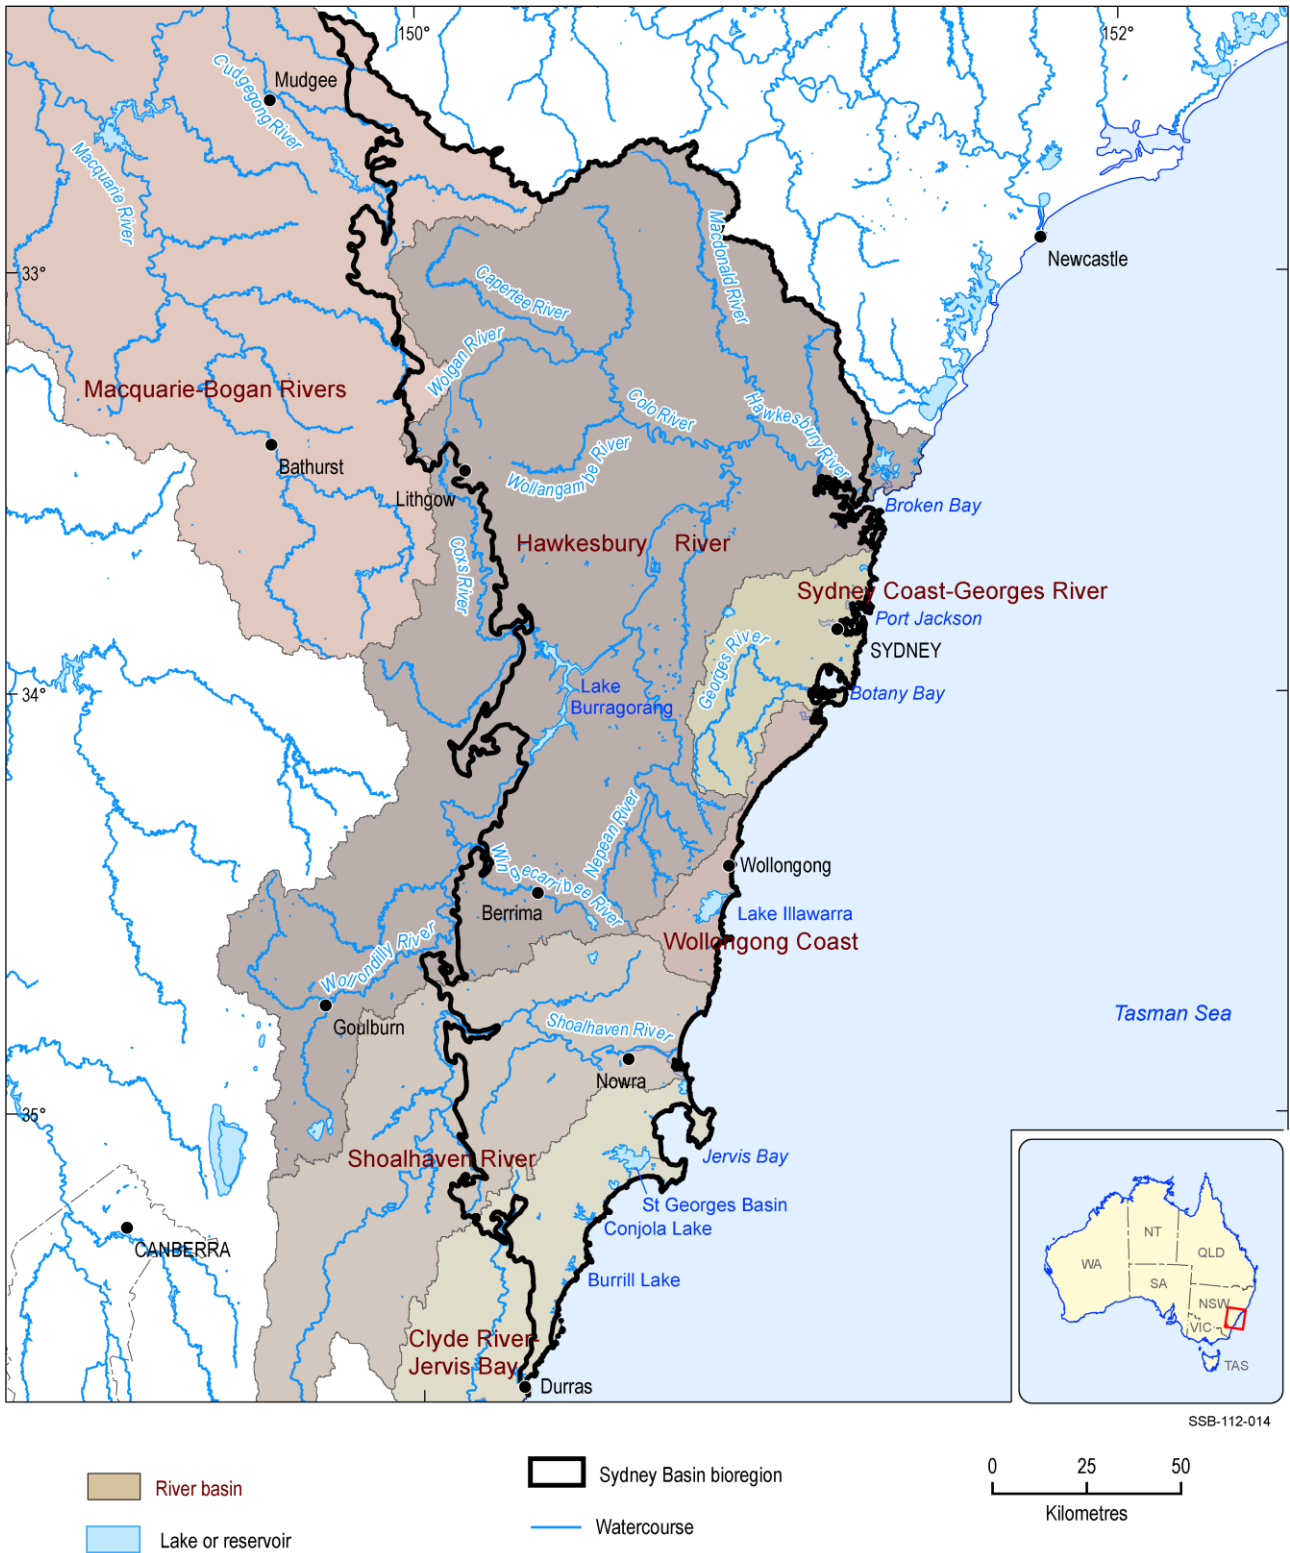 150°
152°
Mudgee
Cudgegong River
Macquarie River
Macdonald River
Newcastle
33°
Capertee River
Wolgan River
Macquarie-Bogan Rivers
Colo River
Hawkesbury River
Bathurst
Wollangambe River
Lithgow
Broken Bay
Hawkesbury River
Coxs River
Sydney Coast-Georges River
Port Jackson
SYDNEY
Georges River
34°
Lake
Burragorang
Botany Bay
Nepean River
Wingecarribee River
Wollongong
Berrima
Lake Illawarra
Wollongong Coast
Wollondilly River
Tasman Sea
Goulburn
Shoalhaven River
Nowra
35°
Shoalhaven River
Jervis Bay
St Georges Basin
Conjola Lake
CANBERRA
Burrill Lake
Clyde River-
Jervis Bay
Durras
NT
QLD
WA
SA
NSW
VIC
TAS
SSB-112-014
River basin
Lake or reservoir
Sydney Basin bioregion
Watercourse
0 25 50
Kilometres